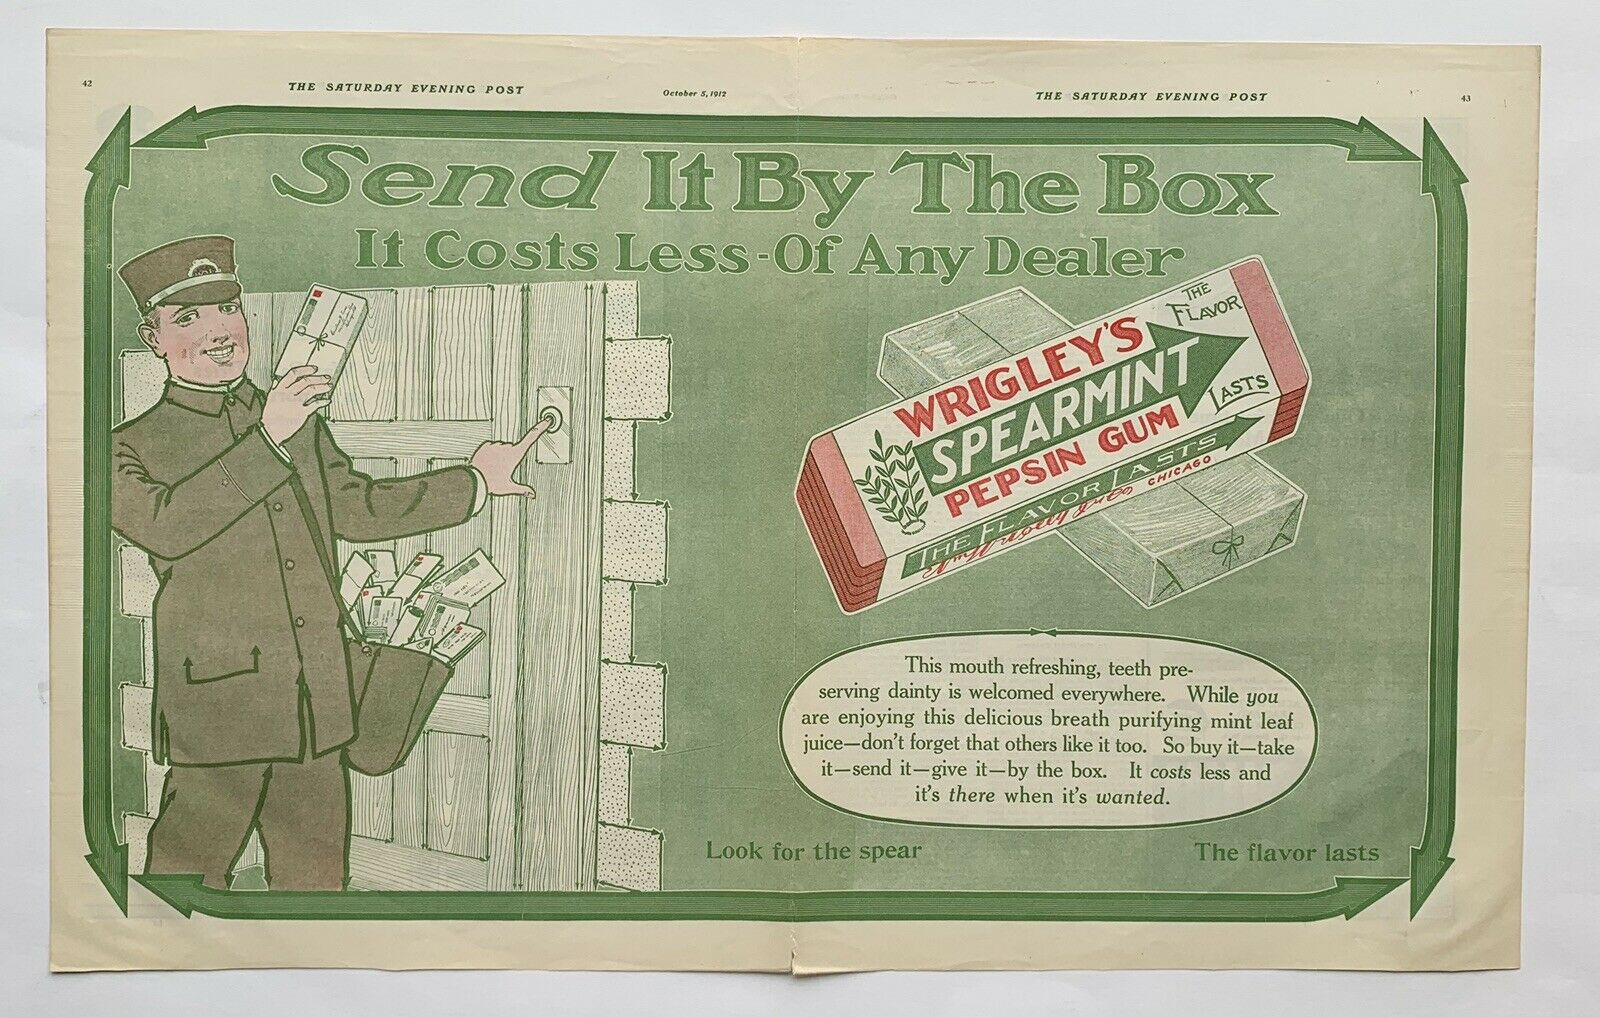 42
THE SATURDAY EVENING POST
October 5, 1912
THE SATURDAY EVENING POST
43
Send It By The Box
It Costs Less-Of Any Dealer
WRIGLEY'S
SPEARMINT
PEPSIN GUM
THE
FLAVOR
LASTS
THE FLAVOR LASTS
Wm Wrigley Jr Co CHICAGO
This mouth refreshing, teeth pre-
serving dainty is welcomed everywhere. While you
are enjoying this delicious breath purifying mint leaf
juice—don't forget that others like it too. So buy it—take
it—send it—give it—by the box. It costs less and
it's there when it's wanted.
Look for the spear
The flavor lasts